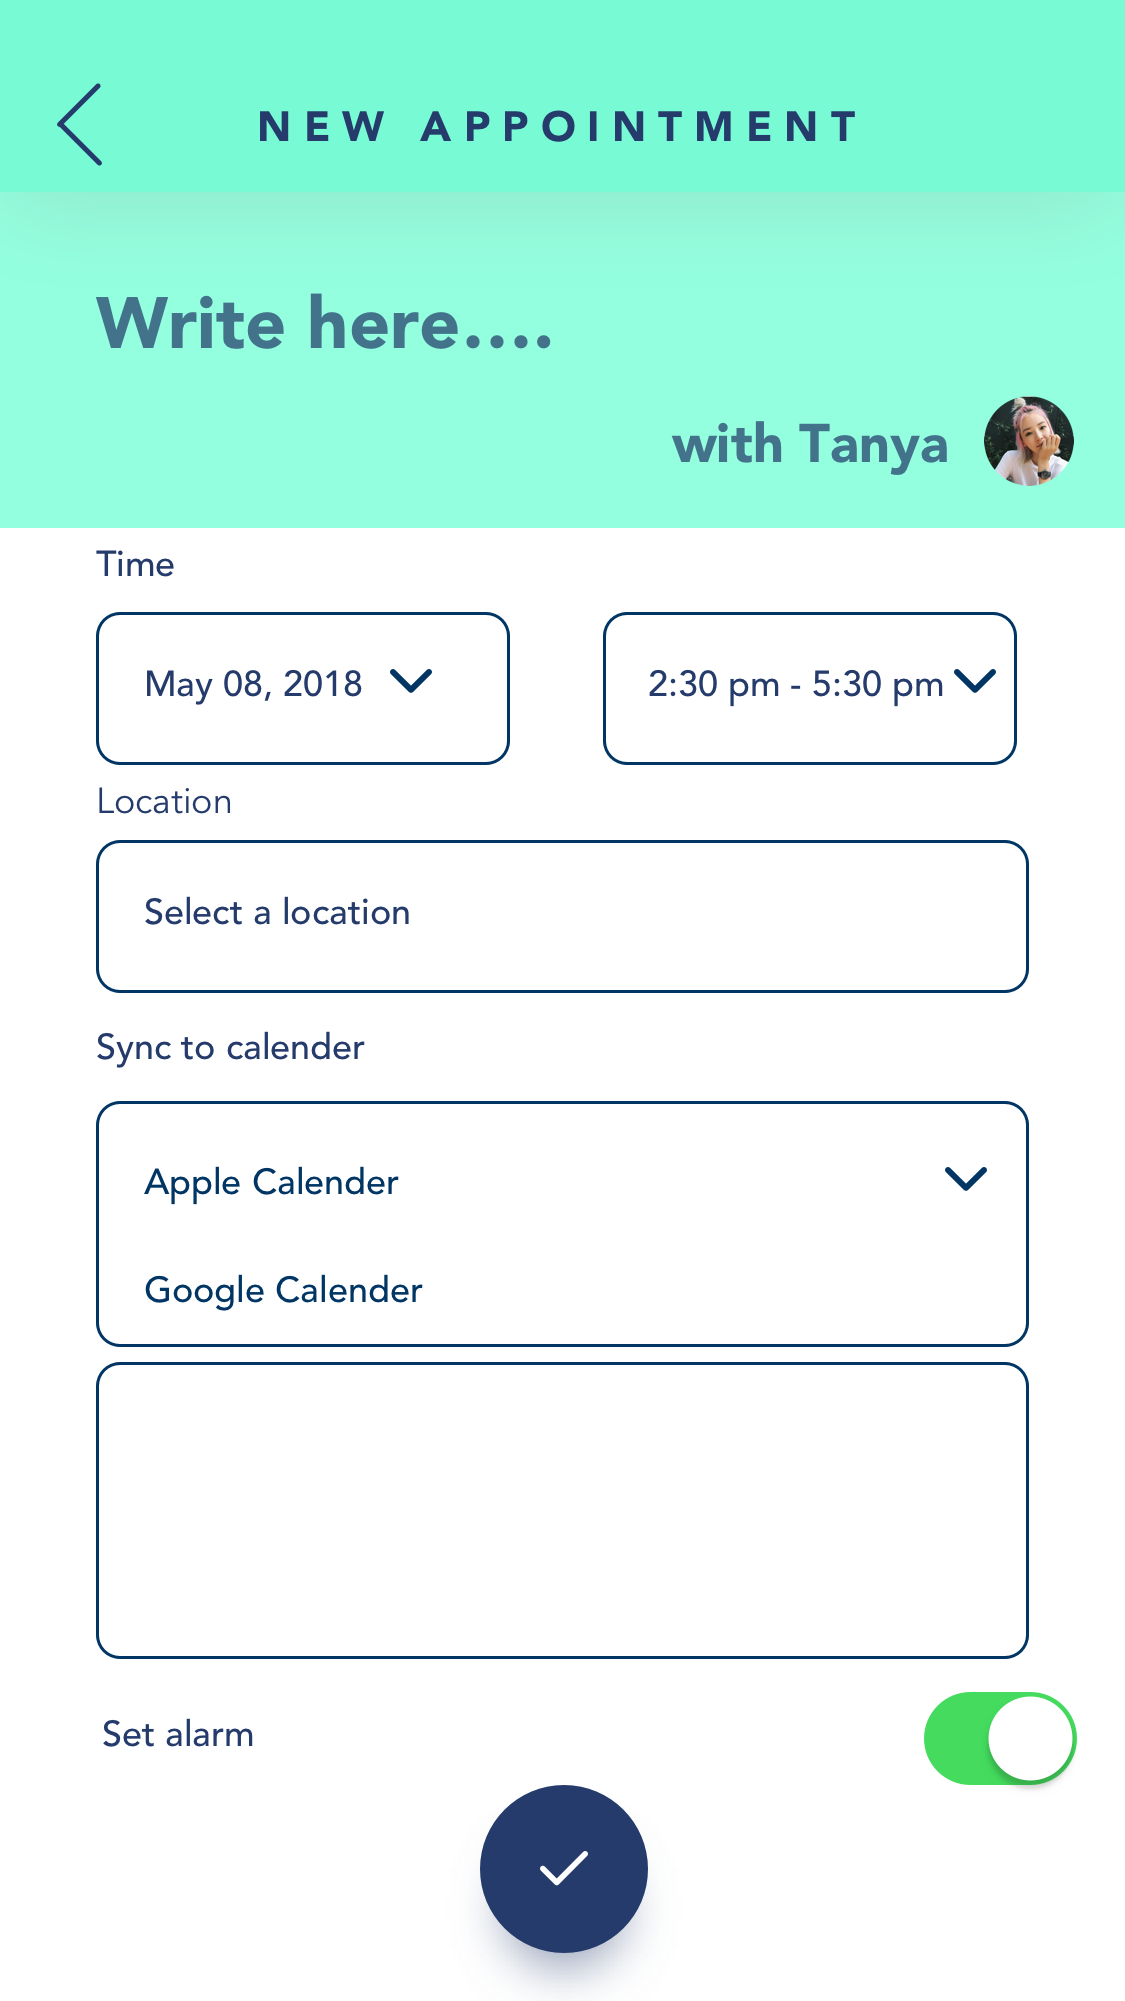 NEW APPOINTMENT
Write here....
with Tanya
Time
May 08, 2018
2:30 pm - 5:30 pm
Location
Select a location
Sync to calender
Apple Calender
Google Calender
Set alarm